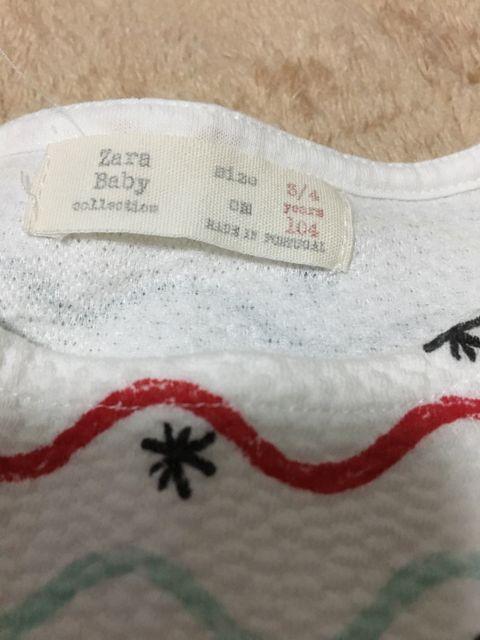 Zara
Baby
collection
size 3/4
years
cm 104
MADE IN PORTUGAL